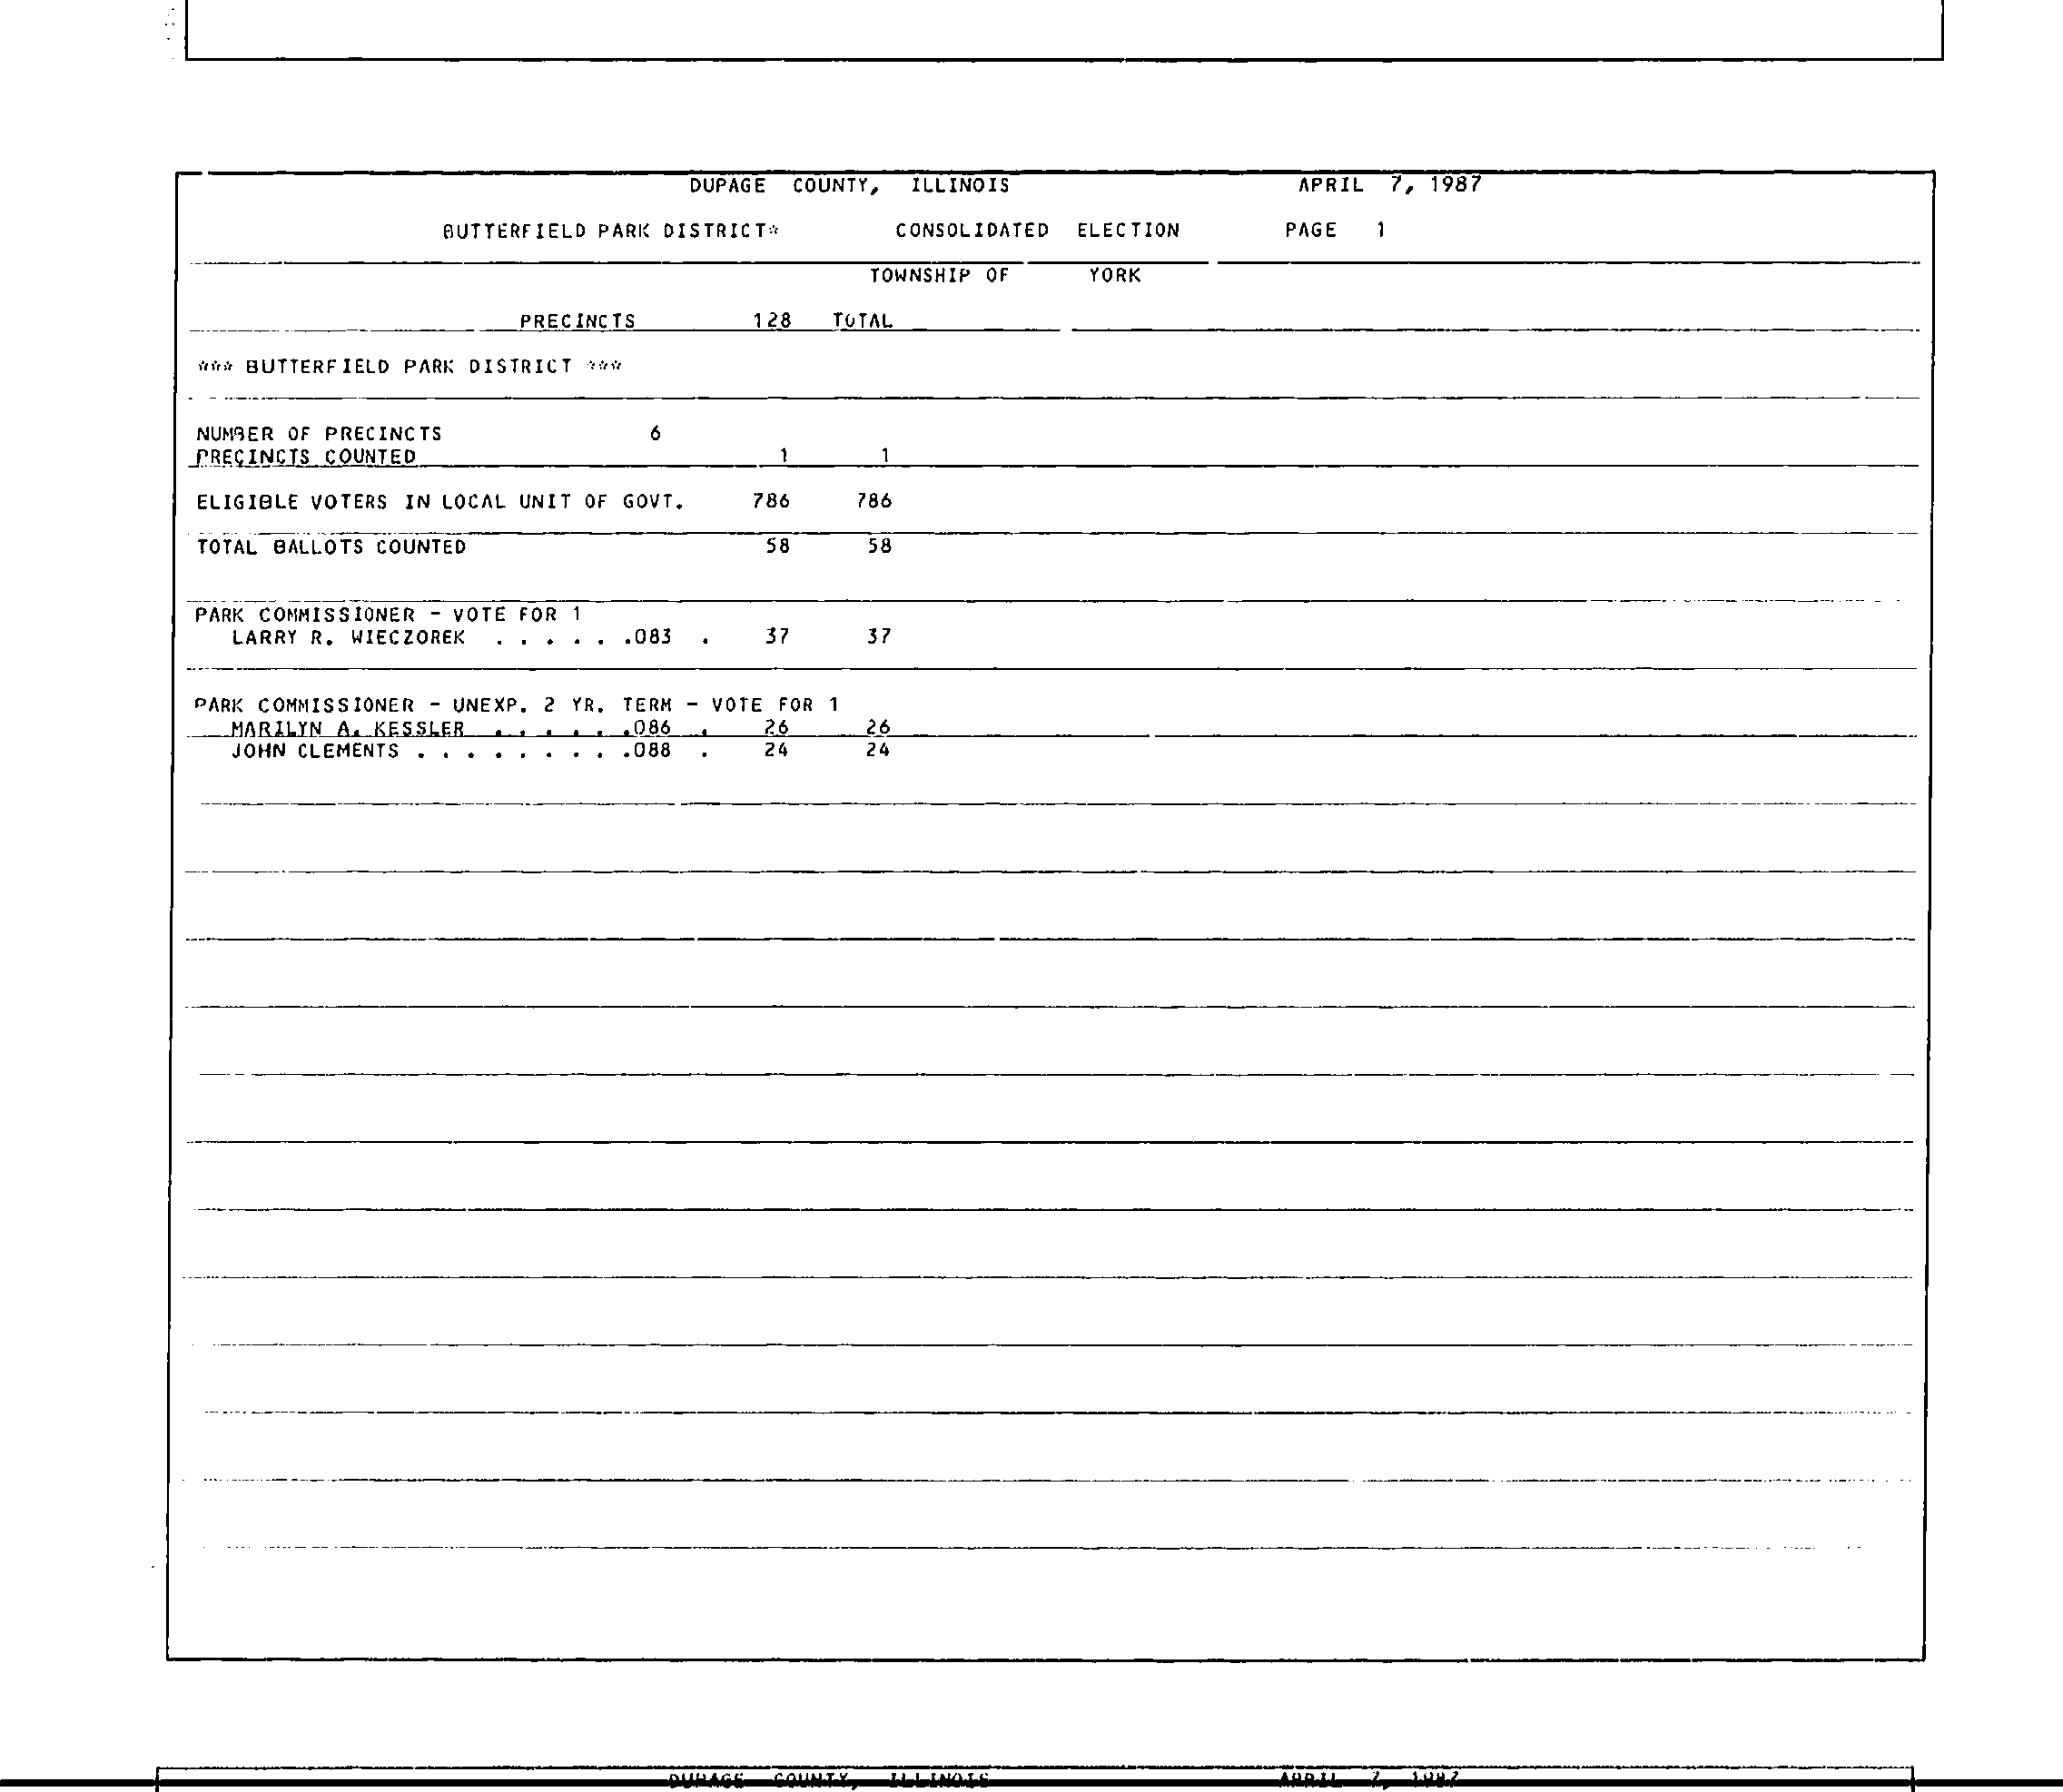 DUPAGE COUNTY, ILLINOIS APRIL 7, 1987
BUTTERFIELD PARK DISTRICT* CONSOLIDATED ELECTION PAGE 1
TOWNSHIP OF YORK
PRECINCTS 128 TOTAL
*** BUTTERFIELD PARK DISTRICT ***
NUMBER OF PRECINCTS 6
PRECINCTS COUNTED 1 1
ELIGIBLE VOTERS IN LOCAL UNIT OF GOVT. 786 786
TOTAL BALLOTS COUNTED 58 58
PARK COMMISSIONER - VOTE FOR 1
LARRY R. WIECZOREK . . . . . .083 . 37 37
PARK COMMISSIONER - UNEXP. 2 YR. TERM - VOTE FOR 1
MARILYN A. KESSLER . . . . . .086 . 26 26
JOHN CLEMENTS . . . . . . . . .088 . 24 24
DUPAGE COUNTY, ILLINOIS APRIL 7, 1987